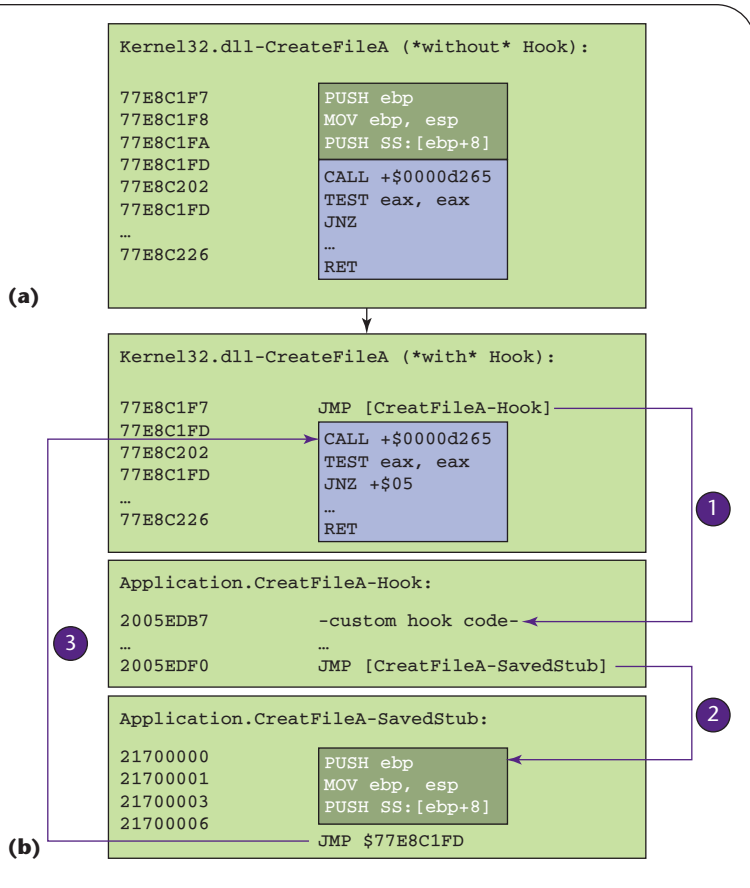 Kernel32.dll-CreateFileA (*without* Hook):
77E8C1F7 PUSH ebp
77E8C1F8 MOV ebp, esp
77E8C1FA PUSH SS:[ebp+8]
77E8C1FD CALL +$0000d265
77E8C202 TEST eax, eax
77E8C1FD JNZ
… …
77E8C226 RET
(a)
Kernel32.dll-CreateFileA (*with* Hook):
77E8C1F7 JMP [CreatFileA-Hook]
77E8C1FD CALL +$0000d265
77E8C202 TEST eax, eax
77E8C1FD JNZ +$05
… …
77E8C226 RET
1
Application.CreatFileA-Hook:
2005EDB7 -custom hook code-
… …
2005EDF0 JMP [CreatFileA-SavedStub]
3
2
Application.CreatFileA-SavedStub:
21700000 PUSH ebp
21700001 MOV ebp, esp
21700003 PUSH SS:[ebp+8]
21700006 JMP $77E8C1FD
(b)